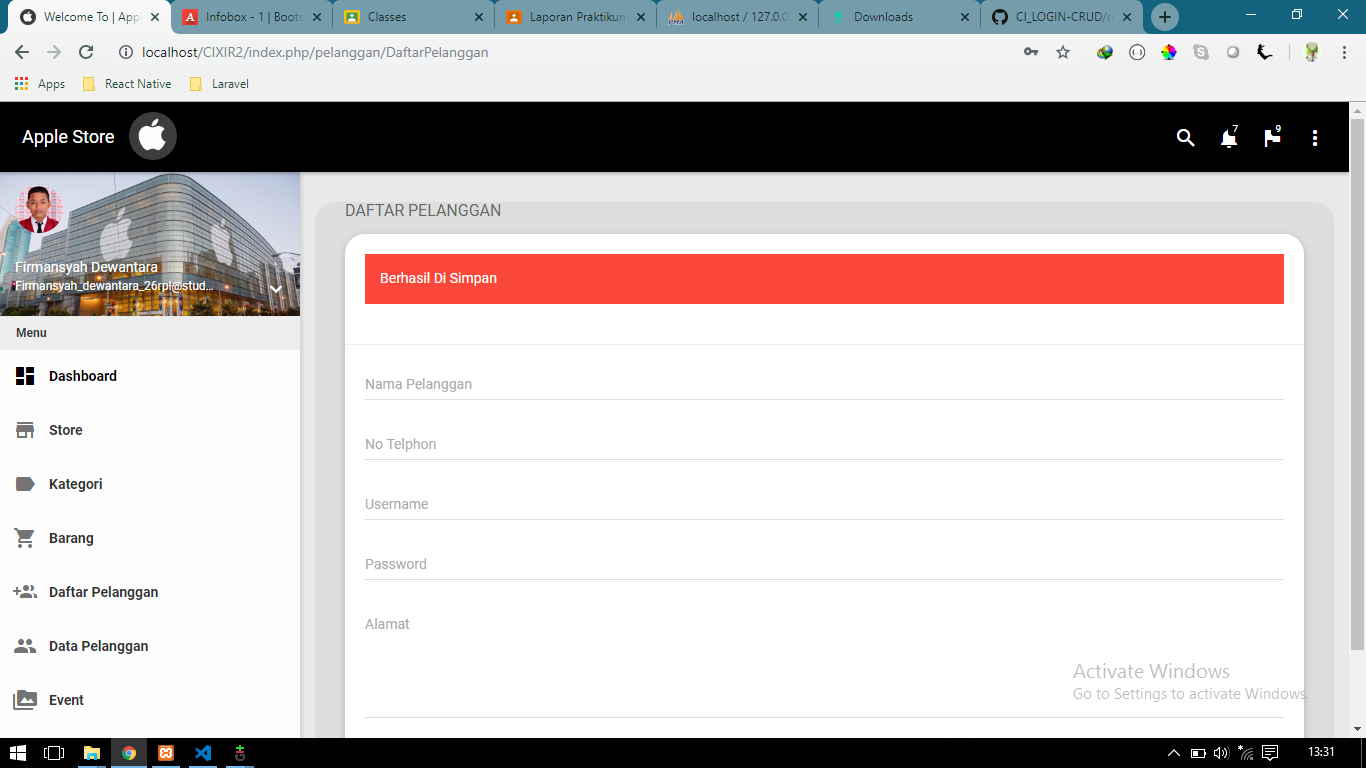 Welcome To | Appl
Infobox - 1 | Boots
Classes
Laporan Praktikum
localhost / 127.0.0
Downloads
CI_LOGIN-CRUD/r
localhost/CIXIR2/index.php/pelanggan/DaftarPelanggan
Apps
React Native
Laravel
Apple Store
7
9
Firmansyah Dewantara
Firmansyah_dewantara_26rpl@stud...
Menu
Dashboard
Store
Kategori
Barang
Daftar Pelanggan
Data Pelanggan
Event
DAFTAR PELANGGAN
Berhasil Di Simpan
Nama Pelanggan
No Telphon
Username
Password
Alamat
Activate Windows
Go to Settings to activate Windows.
13:31